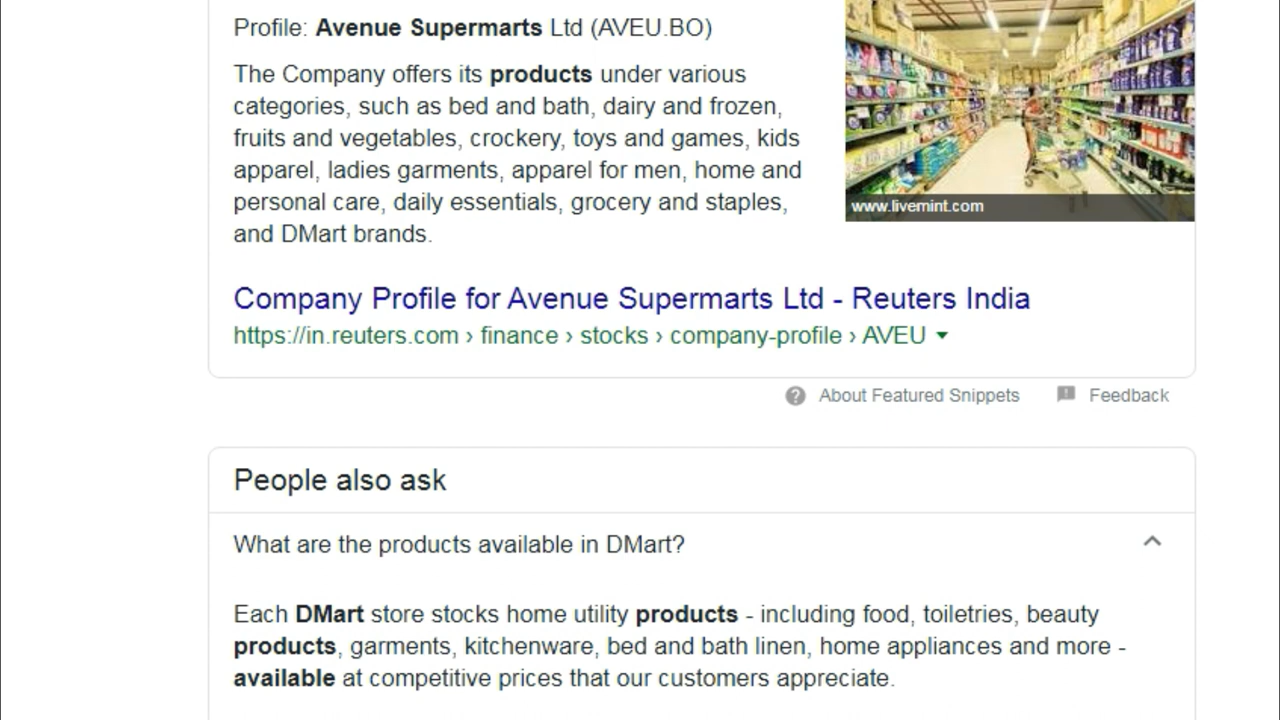 Profile: Avenue Supermarts Ltd (AVEU.BO)
The Company offers its products under various
categories, such as bed and bath, dairy and frozen,
fruits and vegetables, crockery, toys and games, kids
apparel, ladies garments, apparel for men, home and
personal care, daily essentials, grocery and staples,
and DMart brands.
www.livemint.com
Company Profile for Avenue Supermarts Ltd - Reuters India
https://in.reuters.com › finance › stocks › company-profile › AVEU
About Featured Snippets Feedback
People also ask
What are the products available in DMart?
Each DMart store stocks home utility products - including food, toiletries, beauty
products, garments, kitchenware, bed and bath linen, home appliances and more -
available at competitive prices that our customers appreciate.